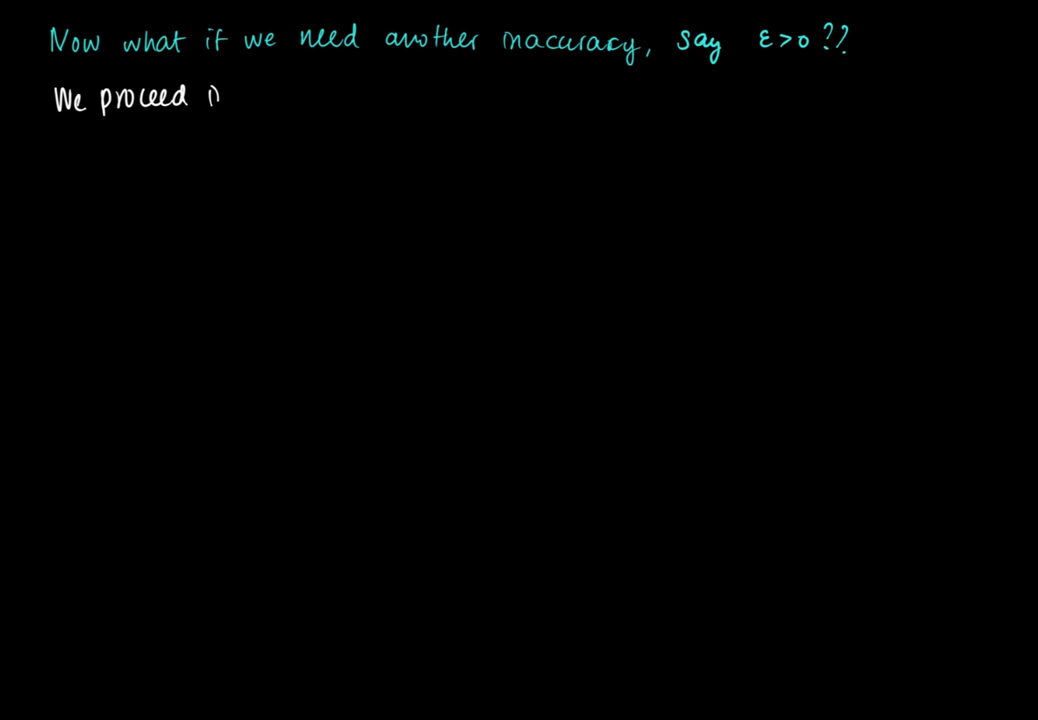 Now what if we need another inaccuracy, say ε>0??
We proceed